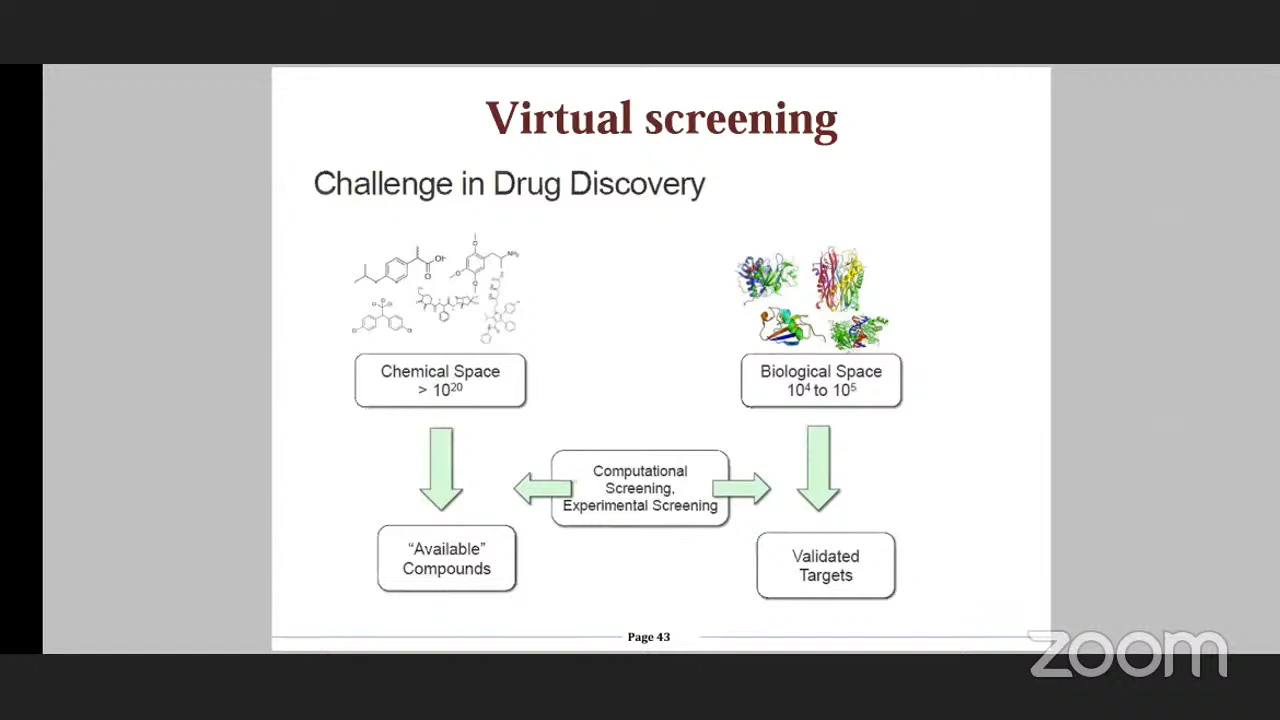 Virtual screening
Challenge in Drug Discovery
Chemical Space
> 10²⁰
Biological Space
10⁴ to 10⁵
Computational
Screening,
Experimental Screening
“Available”
Compounds
Validated
Targets
Page 43
zoom